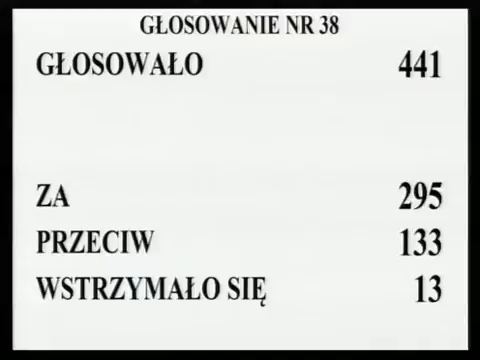 GŁOSOWANIE NR 38
GŁOSOWAŁO 441
ZA 295
PRZECIW 133
WSTRZYMAŁO SIĘ 13